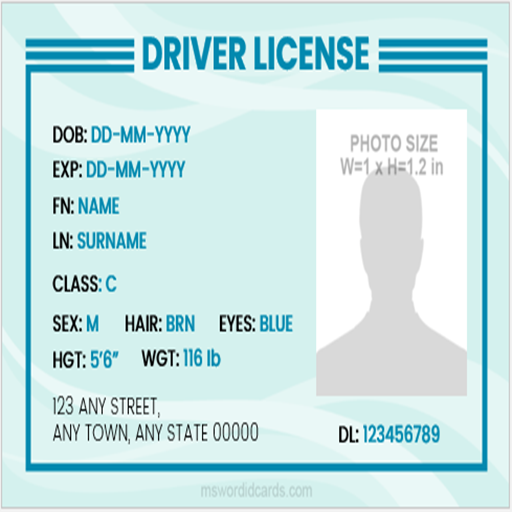 DRIVER LICENSE
DOB: DD-MM-YYYY
EXP: DD-MM-YYYY
FN: NAME
LN: SURNAME
CLASS: C
SEX: M HAIR: BRN EYES: BLUE
HGT: 5'6” WGT: 116 lb
123 ANY STREET,
ANY TOWN, ANY STATE 00000
PHOTO SIZE
W=1 x H=1.2 in
DL: 123456789
mswordidcards.com